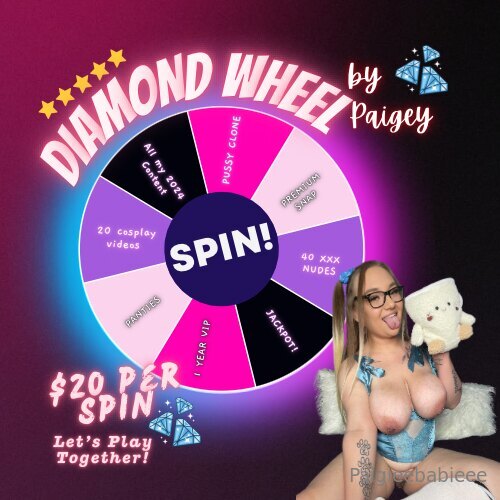 DIAMOND WHEEL
by
Paigey
PUSSY CLONE
PREMIUM
SNAP
40 XXX
NUDES
JACKPOT!
1 YEAR VIP
PANTIES
20 cosplay
videos
All my 2024
Content
SPIN!
$20 PER
SPIN
Let's Play
Together!